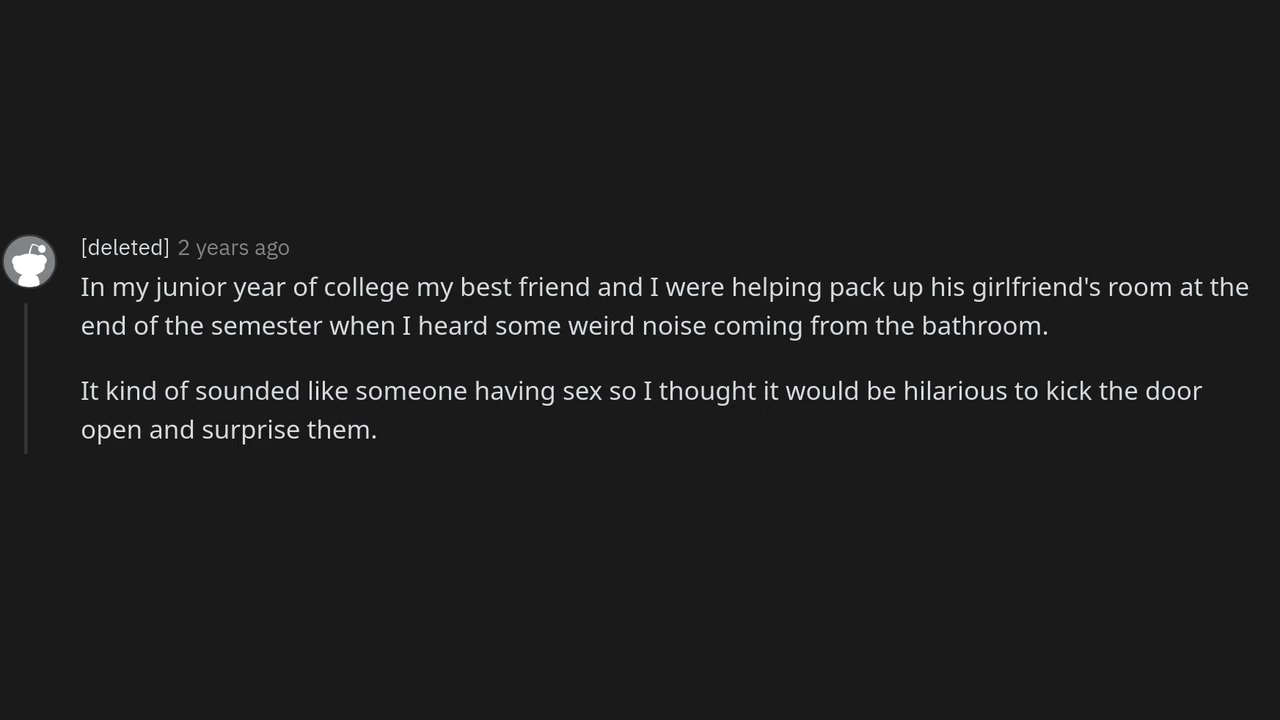 [deleted] 2 years ago
In my junior year of college my best friend and I were helping pack up his girlfriend's room at the
end of the semester when I heard some weird noise coming from the bathroom.
It kind of sounded like someone having sex so I thought it would be hilarious to kick the door
open and surprise them.